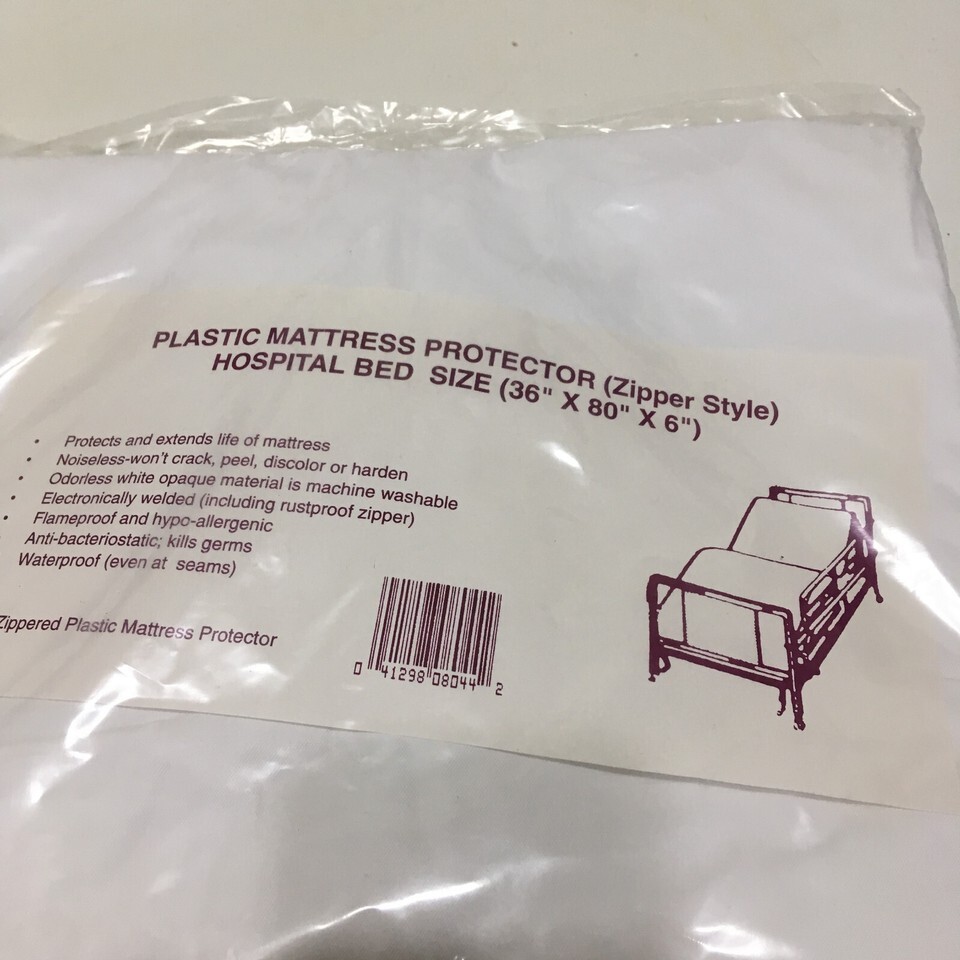 PLASTIC MATTRESS PROTECTOR (Zipper Style)
HOSPITAL BED SIZE (36" X 80" X 6")
• Protects and extends life of mattress
• Noiseless-won't crack, peel, discolor or harden
• Odorless white opaque material is machine washable
• Electronically welded (including rustproof zipper)
• Flameproof and hypo-allergenic
• Anti-bacteriostatic; kills germs
Waterproof (even at seams)
Zippered Plastic Mattress Protector
0 41298 08044 2